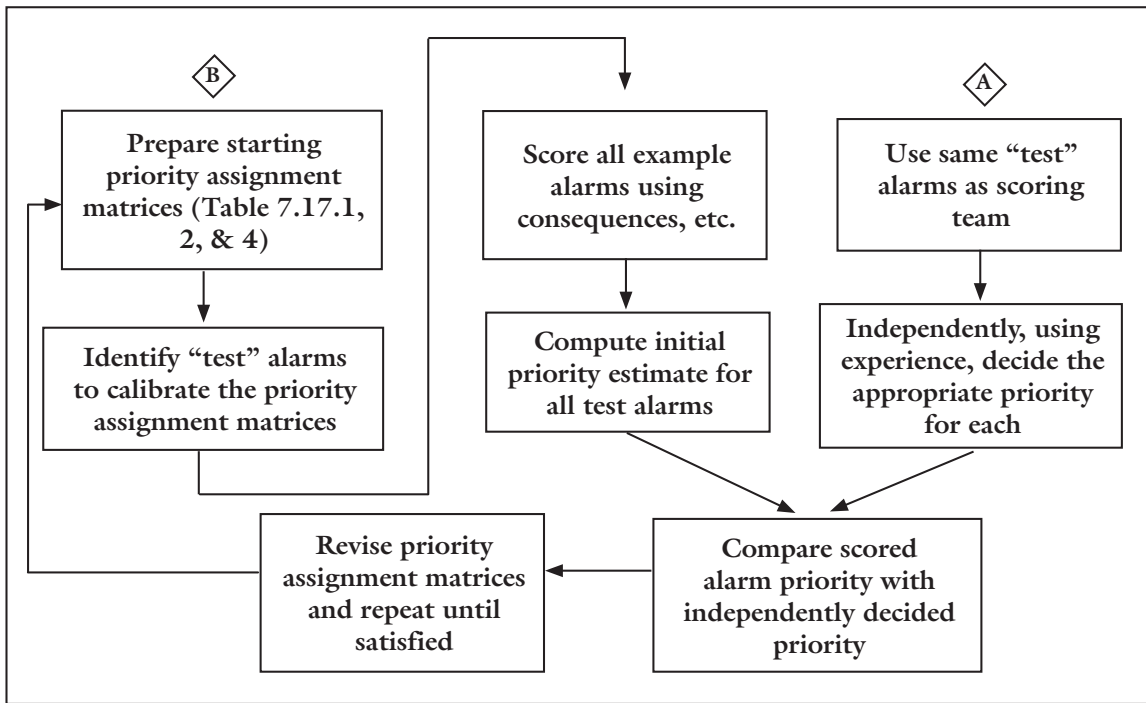 B
Prepare starting
priority assignment
matrices (Table 7.17.1,
2, & 4)
Identify “test” alarms
to calibrate the priority
assignment matrices
Score all example
alarms using
consequences, etc.
Compute initial
priority estimate for
all test alarms
A
Use same “test”
alarms as scoring
team
Independently, using
experience, decide the
appropriate priority
for each
Compare scored
alarm priority with
independently decided
priority
Revise priority
assignment matrices
and repeat until
satisfied